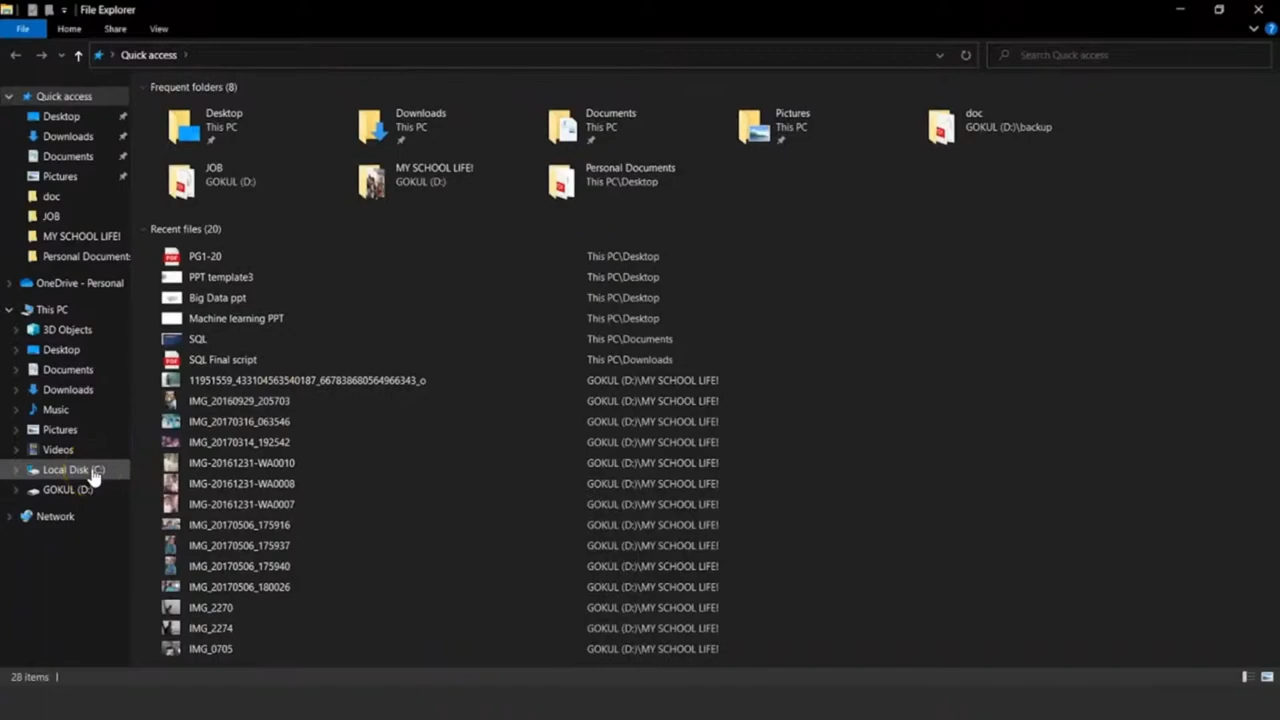 File Explorer
File Home Share View
Quick access
Search Quick access
Quick access
Desktop
Downloads
Documents
Pictures
doc
JOB
MY SCHOOL LIFE!
Personal Documents
OneDrive - Personal
This PC
3D Objects
Desktop
Documents
Downloads
Music
Pictures
Videos
Local Disk (C:)
GOKUL (D:)
Network
Frequent folders (8)
Desktop
This PC
Downloads
This PC
Documents
This PC
Pictures
This PC
doc
GOKUL (D:)\backup
JOB
GOKUL (D:)
MY SCHOOL LIFE!
GOKUL (D:)
Personal Documents
This PC\Desktop
Recent files (20)
PG1-20 This PC\Desktop
PPT template3 This PC\Desktop
Big Data ppt This PC\Desktop
Machine learning PPT This PC\Desktop
SQL This PC\Documents
SQL Final script This PC\Downloads
11951559_433104563540187_667838680564966343_o GOKUL (D:)\MY SCHOOL LIFE!
IMG_20160929_205703 GOKUL (D:)\MY SCHOOL LIFE!
IMG_20170316_063546 GOKUL (D:)\MY SCHOOL LIFE!
IMG_20170314_192542 GOKUL (D:)\MY SCHOOL LIFE!
IMG-20161231-WA0010 GOKUL (D:)\MY SCHOOL LIFE!
IMG-20161231-WA0008 GOKUL (D:)\MY SCHOOL LIFE!
IMG-20161231-WA0007 GOKUL (D:)\MY SCHOOL LIFE!
IMG_20170506_175916 GOKUL (D:)\MY SCHOOL LIFE!
IMG_20170506_175937 GOKUL (D:)\MY SCHOOL LIFE!
IMG_20170506_175940 GOKUL (D:)\MY SCHOOL LIFE!
IMG_20170506_180026 GOKUL (D:)\MY SCHOOL LIFE!
IMG_2270 GOKUL (D:)\MY SCHOOL LIFE!
IMG_2274 GOKUL (D:)\MY SCHOOL LIFE!
IMG_0705 GOKUL (D:)\MY SCHOOL LIFE!
28 items